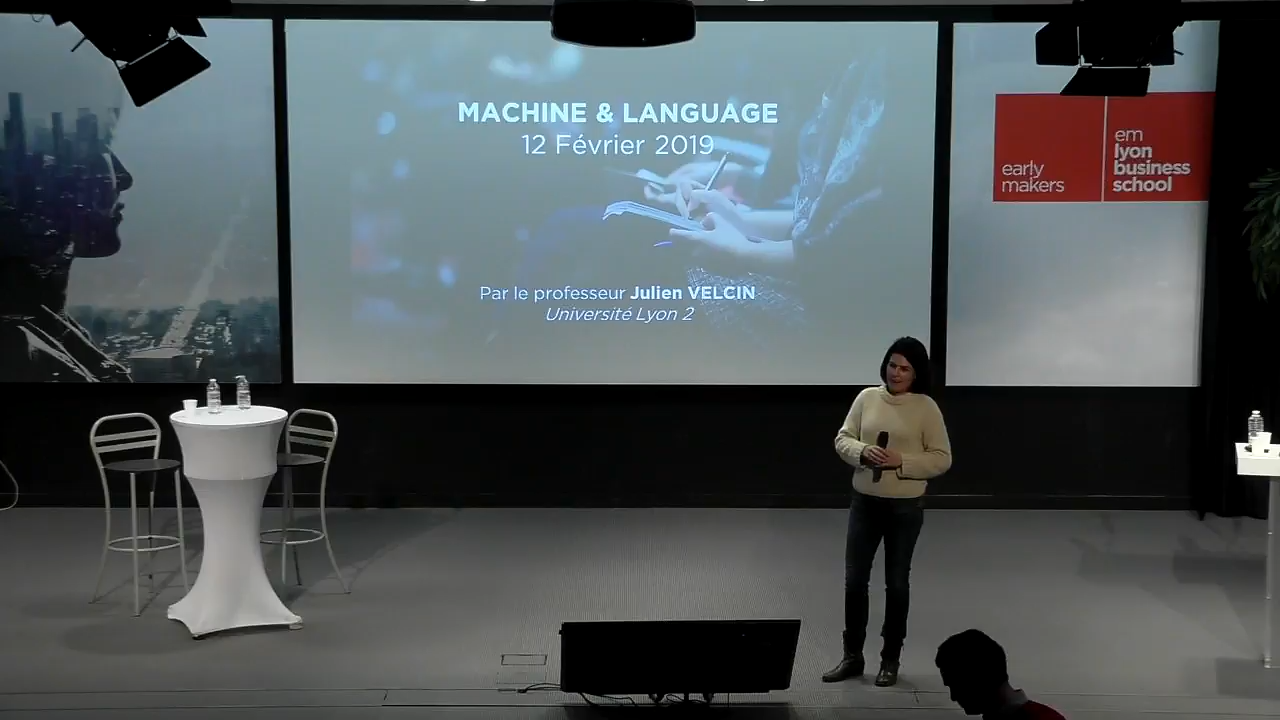 MACHINE & LANGUAGE
12 Février 2019
Par le professeur Julien VELCIN
Université Lyon 2
early
makers
em
lyon
business
school